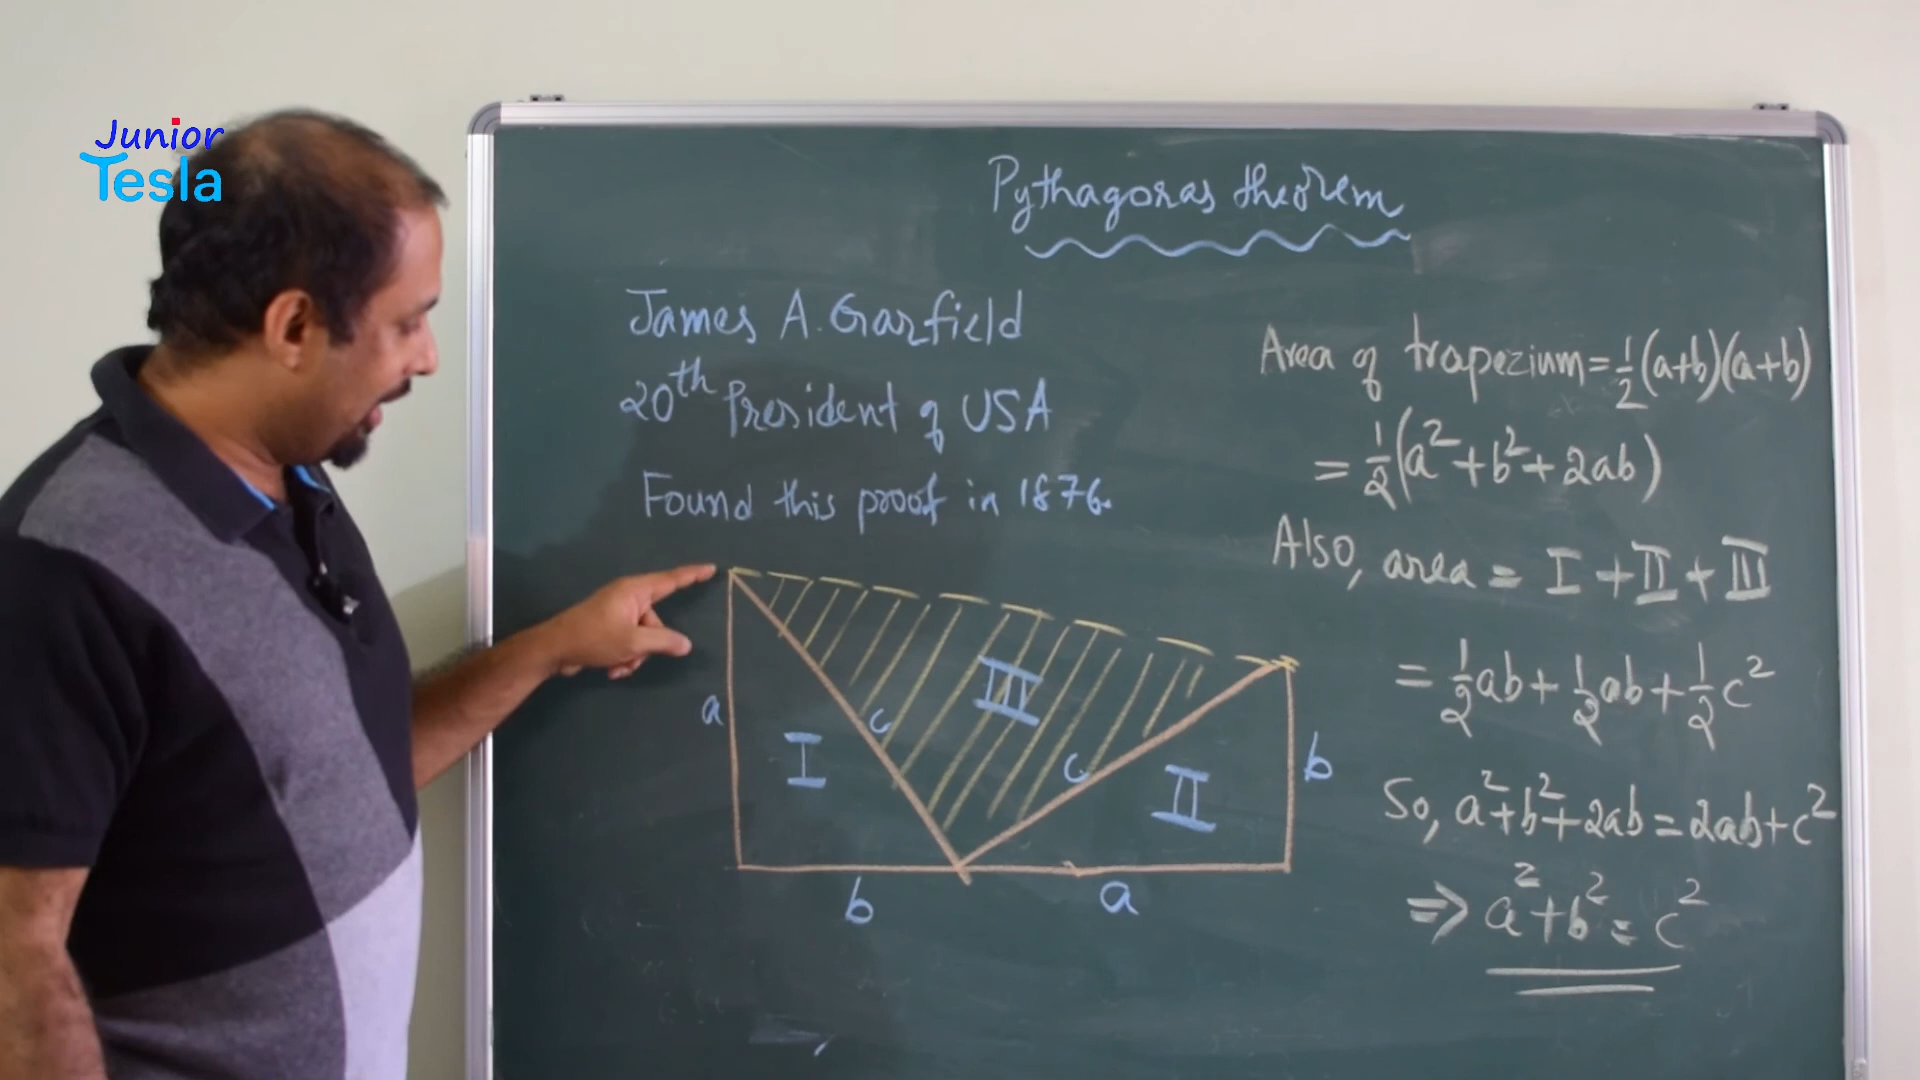 Junior
Tesla
Pythagoras theorem
James A. Garfield
20th President of USA
Found this proof in 1876.
Area of trapezium = 1/2 (a+b)(a+b)
= 1/2 (a² + b² + 2ab)
Also, area = I + II + III
= 1/2 ab + 1/2 ab + 1/2 c²
So, a² + b² + 2ab = 2ab + c²
⇒ a² + b² = c²
a
I
c
III
c
II
b
b
a